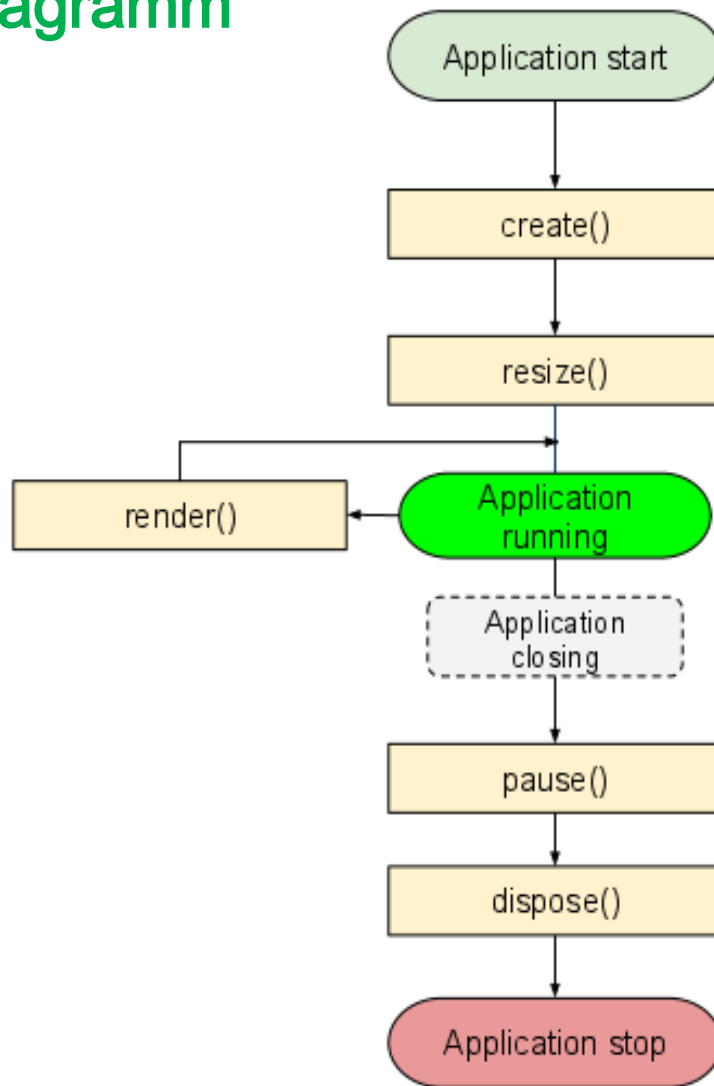 agramm
Application start
create()
resize()
render()
Application
running
Application
closing
pause()
dispose()
Application stop